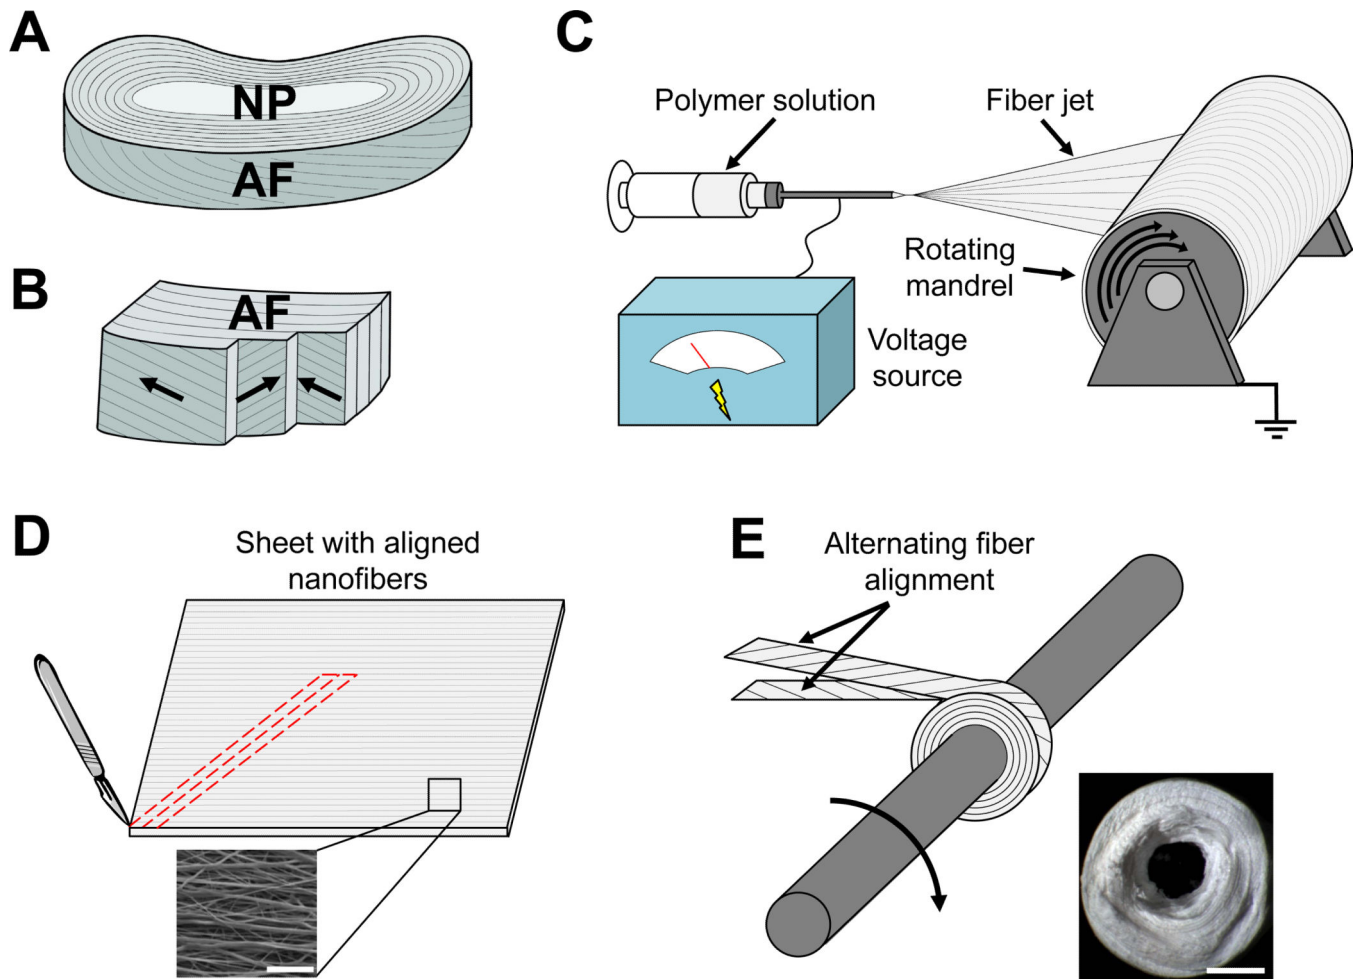 A
NP
AF
B
AF
C
Polymer solution
Fiber jet
Rotating
mandrel
Voltage
source
D
Sheet with aligned
nanofibers
E
Alternating fiber
alignment